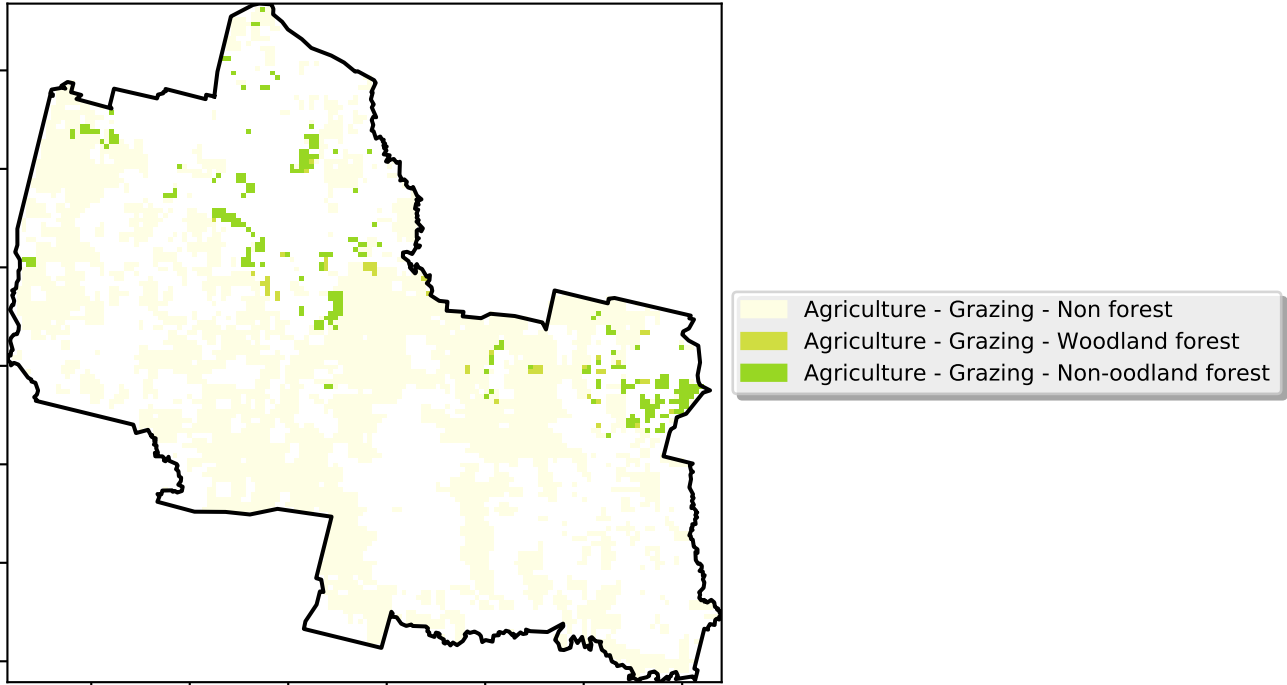 Agriculture - Grazing - Non forest
Agriculture - Grazing - Woodland forest
Agriculture - Grazing - Non-oodland forest